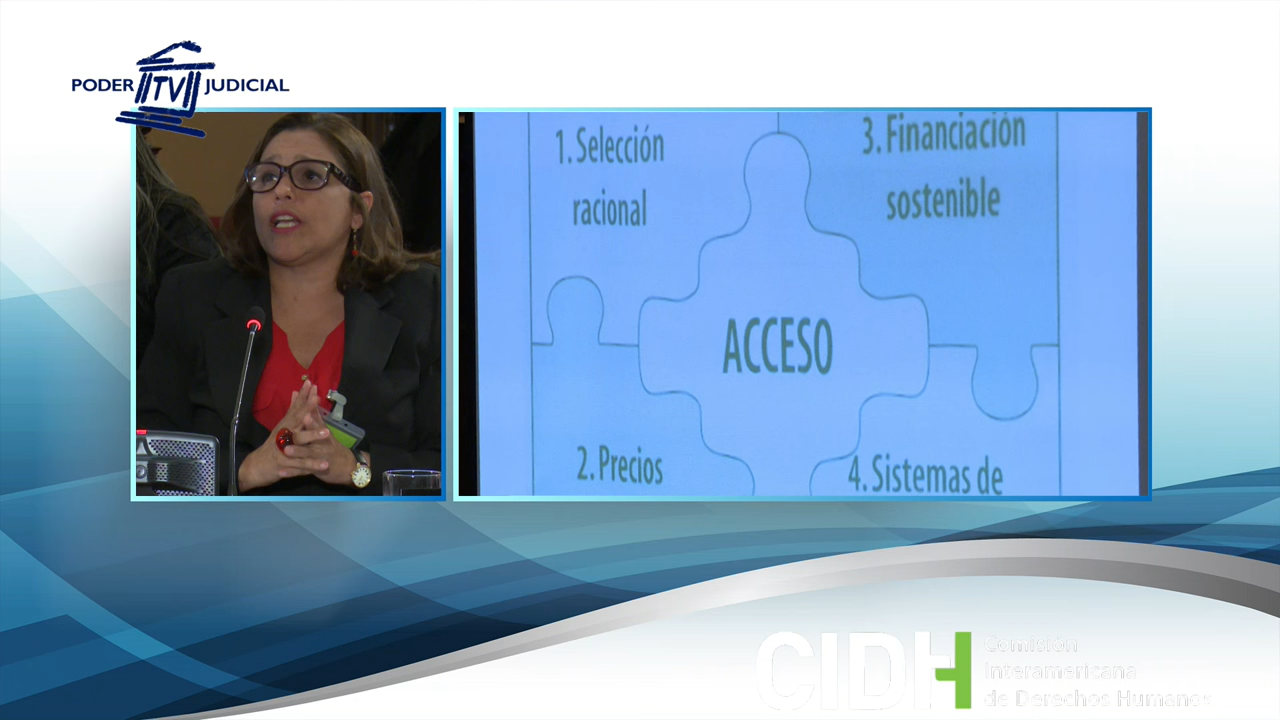 PODER TV JUDICIAL
1. Selección
racional
3. Financiación
sostenible
ACCESO
2. Precios
4. Sistemas de
CIDH
Comisión
Interamericana
de Derechos Humanos